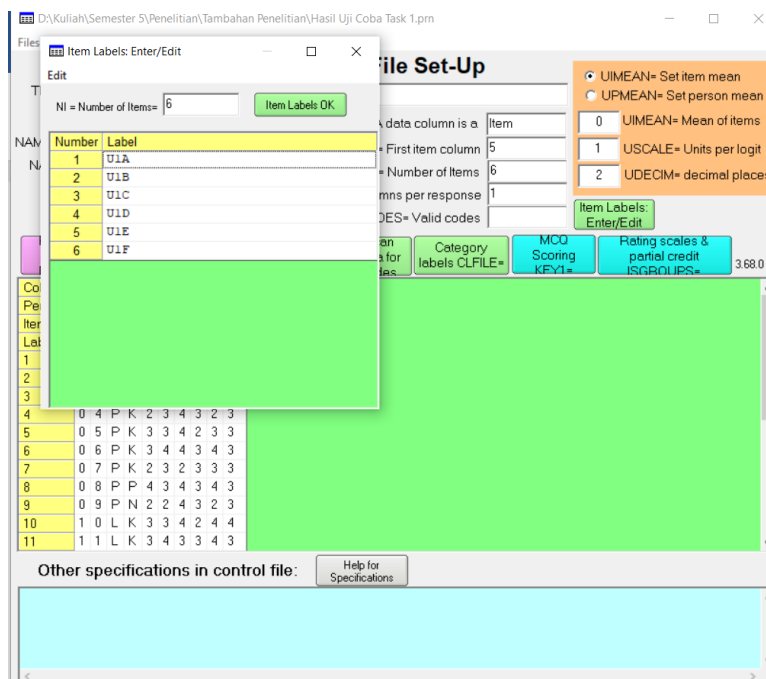 D:\Kuliah\Semester 5\Penelitian\Tambahan Penelitian\Hasil Uji Coba Task 1.prn
Files
Item Labels: Enter/Edit
Edit
NI = Number of Items= 6
Item Labels OK
Number Label
1 U1A
2 U1B
3 U1C
4 U1D
5 U1E
6 U1F
File Set-Up
UIMEAN= Set item mean
UPMEAN= Set person mean
data column is a Item
0 UIMEAN= Mean of items
= First item column 5
1 USCALE= Units per logit
= Number of Items 6
2 UDECIM= decimal places
per response 1
= Valid codes
Item Labels:
Enter/Edit
Category
labels CLFILE=
MCQ
Scoring
KEY1=
Rating scales &
partial credit
ISGROUPS=
3.68.0
1
2
3
4 0 4 P K 2 3 4 3 2 3
5 0 5 P K 3 3 4 2 3 3
6 0 6 P K 3 4 4 3 4 3
7 0 7 P K 2 3 2 3 3 3
8 0 8 P P 4 3 4 3 4 3
9 0 9 P N 2 2 4 3 2 3
10 1 0 L K 3 3 4 2 4 4
11 1 1 L K 3 4 3 3 4 3
Other specifications in control file:
Help for
Specifications